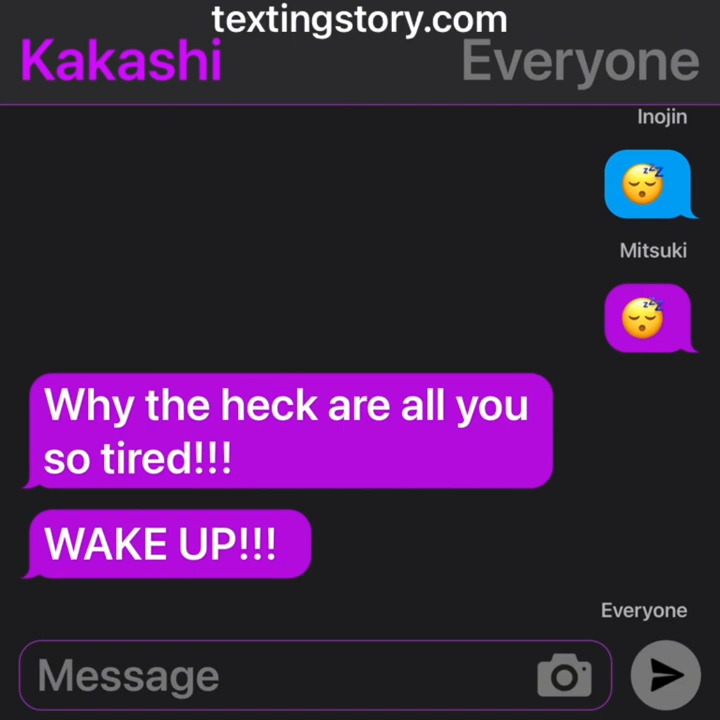 textingstory.com
Kakashi
Everyone
Inojin
Mitsuki
Why the heck are all you
so tired!!!
WAKE UP!!!
Everyone
Message